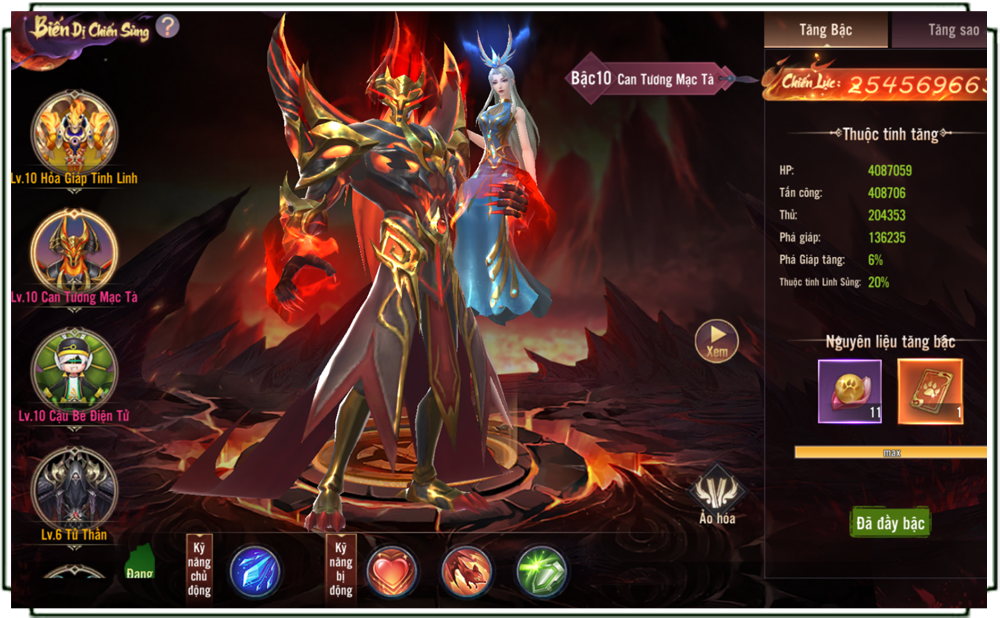 Biến Dị Chiến Sủng ?
Tăng Bậc
Tăng sao
Bậc10 Can Tương Mạc Tà
Chiến Lực: 254569663
Thuộc tính tăng
HP: 4087059
Tấn công: 408706
Thủ: 204353
Phá giáp: 136235
Phá Giáp tăng: 6%
Thuộc tính Linh Sủng: 20%
Lv.10 Hỏa Giáp Tinh Linh
Lv.10 Can Tương Mạc Tà
Lv.10 Cậu Bé Điện Tử
Lv.6 Tử Thần
Xem
Nguyên liệu tăng bậc
11
1
max
Ảo hóa
Đã đầy bậc
Đang
Kỹ năng chủ động
Kỹ năng bị động